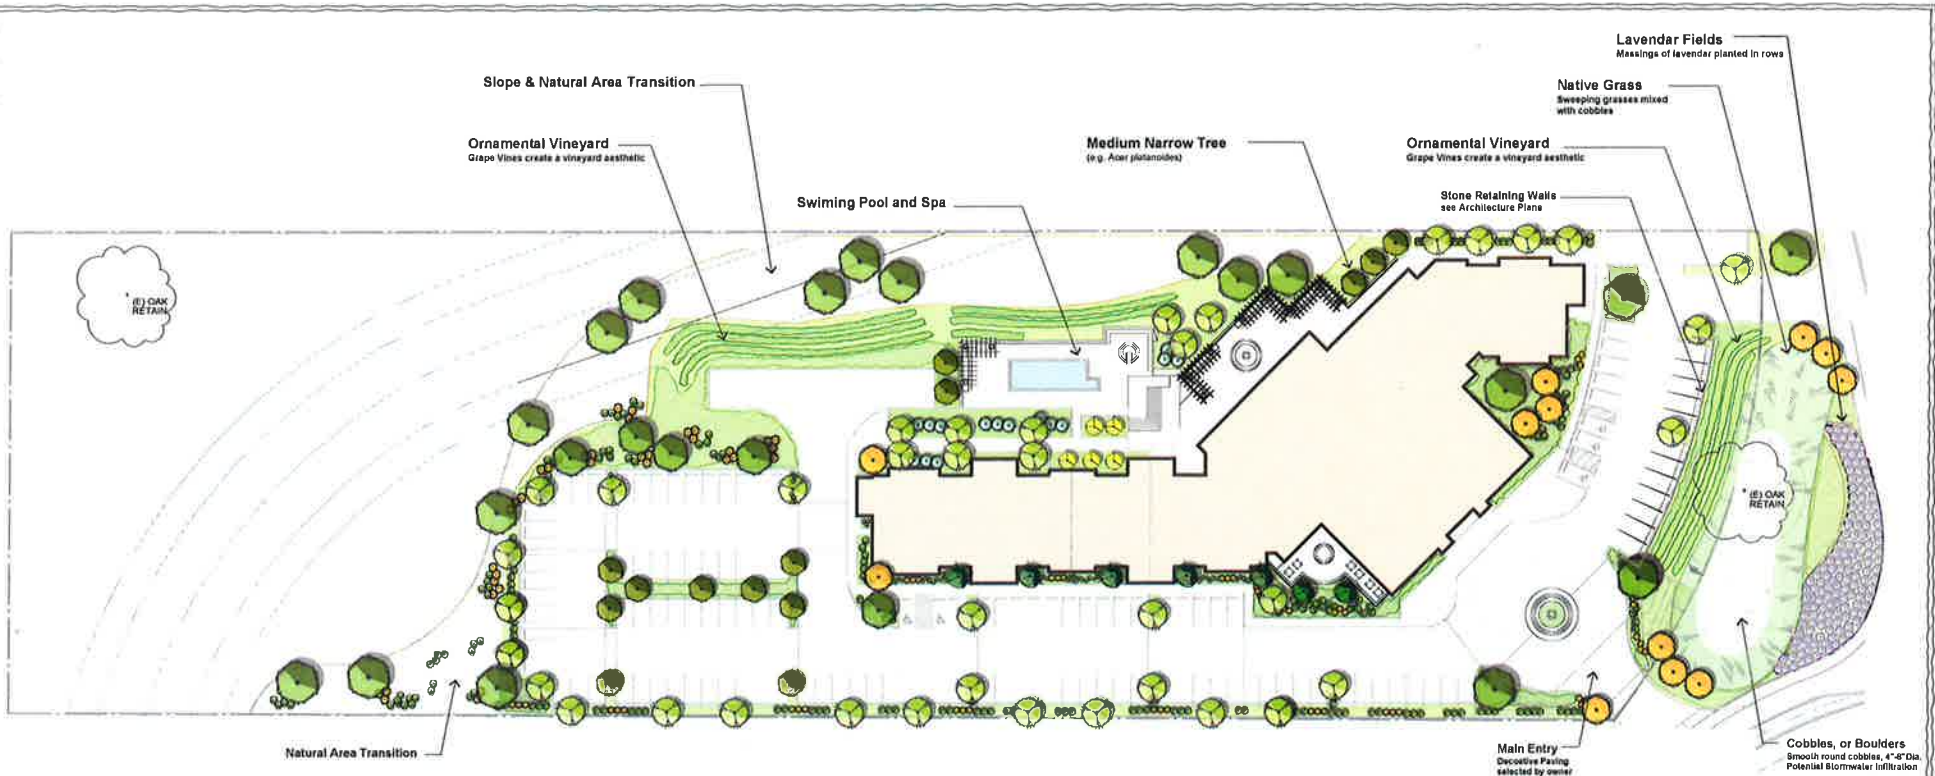 Lavendar Fields
Massings of lavendar planted in rows
Slope & Natural Area Transition
Native Grass
Sweeping grasses mixed
with cobbles
Ornamental Vineyard
Grape Vines create a vineyard aesthetic
Medium Narrow Tree
(e.g. Acer platanoides)
Ornamental Vineyard
Grape Vines create a vineyard aesthetic
Swiming Pool and Spa
Stone Retaining Walls
see Architecture Plans
(E) OAK
RETAIN
(E) OAK
RETAIN
Natural Area Transition
Main Entry
Decotive Paving
selected by owner
Cobbles, or Boulders
Smooth round cobbles, 4"-8" Dia.
Potential Stormwater Infiltration